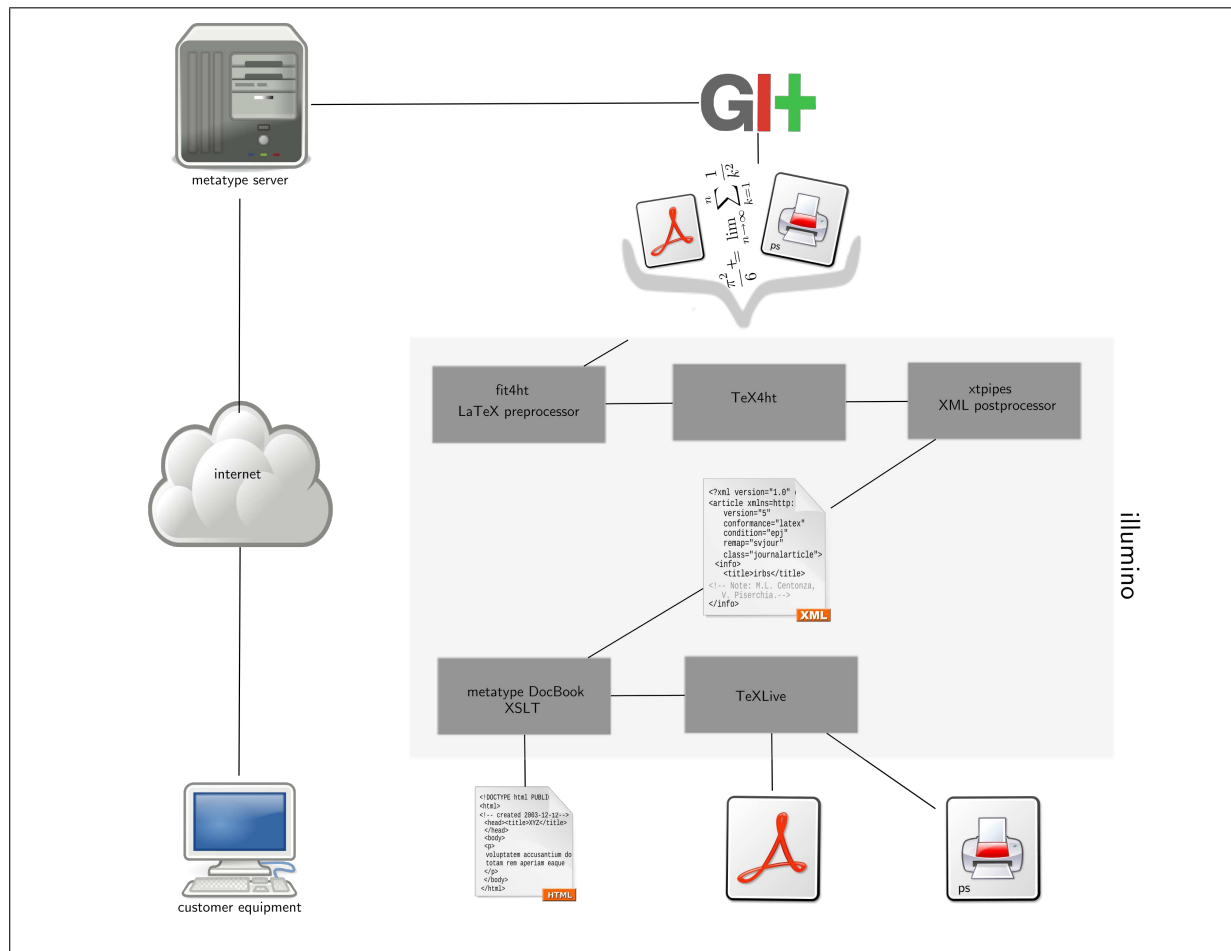 metatype server
GIt
π²/6 += lim n→∞ ∑ k=1 n 1/k²
ps
fit4ht
LaTeX preprocessor
TeX4ht
xtpipes
XML postprocessor
internet
<?xml version="1.0"
<article xmlns=http:
version="5"
conformance="latex"
condition="epj"
remap="svjour"
class="journalarticle">
<info>
<title>irbs</title>
<!-- Note: M.L. Centonza,
V. Piserchia.-->
</info>
XML
illumino
metatype DocBook
XSLT
TeXLive
customer equipment
<!DOCTYPE html PUBLI
<html>
<!-- created 2003-12-12-->
<head><title>XYZ</title>
</head>
<body>
<p>
voluptatem accusantium do
totam rem aperiam eaque
</p>
</body>
</html>
HTML
ps